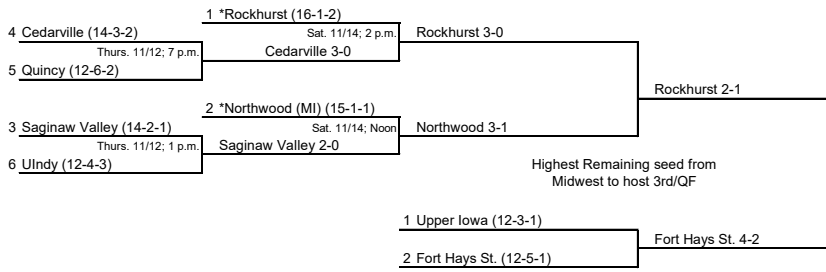 1 *Rockhurst (16-1-2)
4 Cedarville (14-3-2)
Sat. 11/14; 2 p.m.
Rockhurst 3-0
Thurs. 11/12; 7 p.m.
Cedarville 3-0
5 Quincy (12-6-2)
Rockhurst 2-1
2 *Northwood (MI) (15-1-1)
3 Saginaw Valley (14-2-1)
Sat. 11/14; Noon
Northwood 3-1
Thurs. 11/12; 1 p.m.
Saginaw Valley 2-0
6 UIndy (12-4-3)
Highest Remaining seed from
Midwest to host 3rd/QF
1 Upper Iowa (12-3-1)
Fort Hays St. 4-2
2 Fort Hays St. (12-5-1)